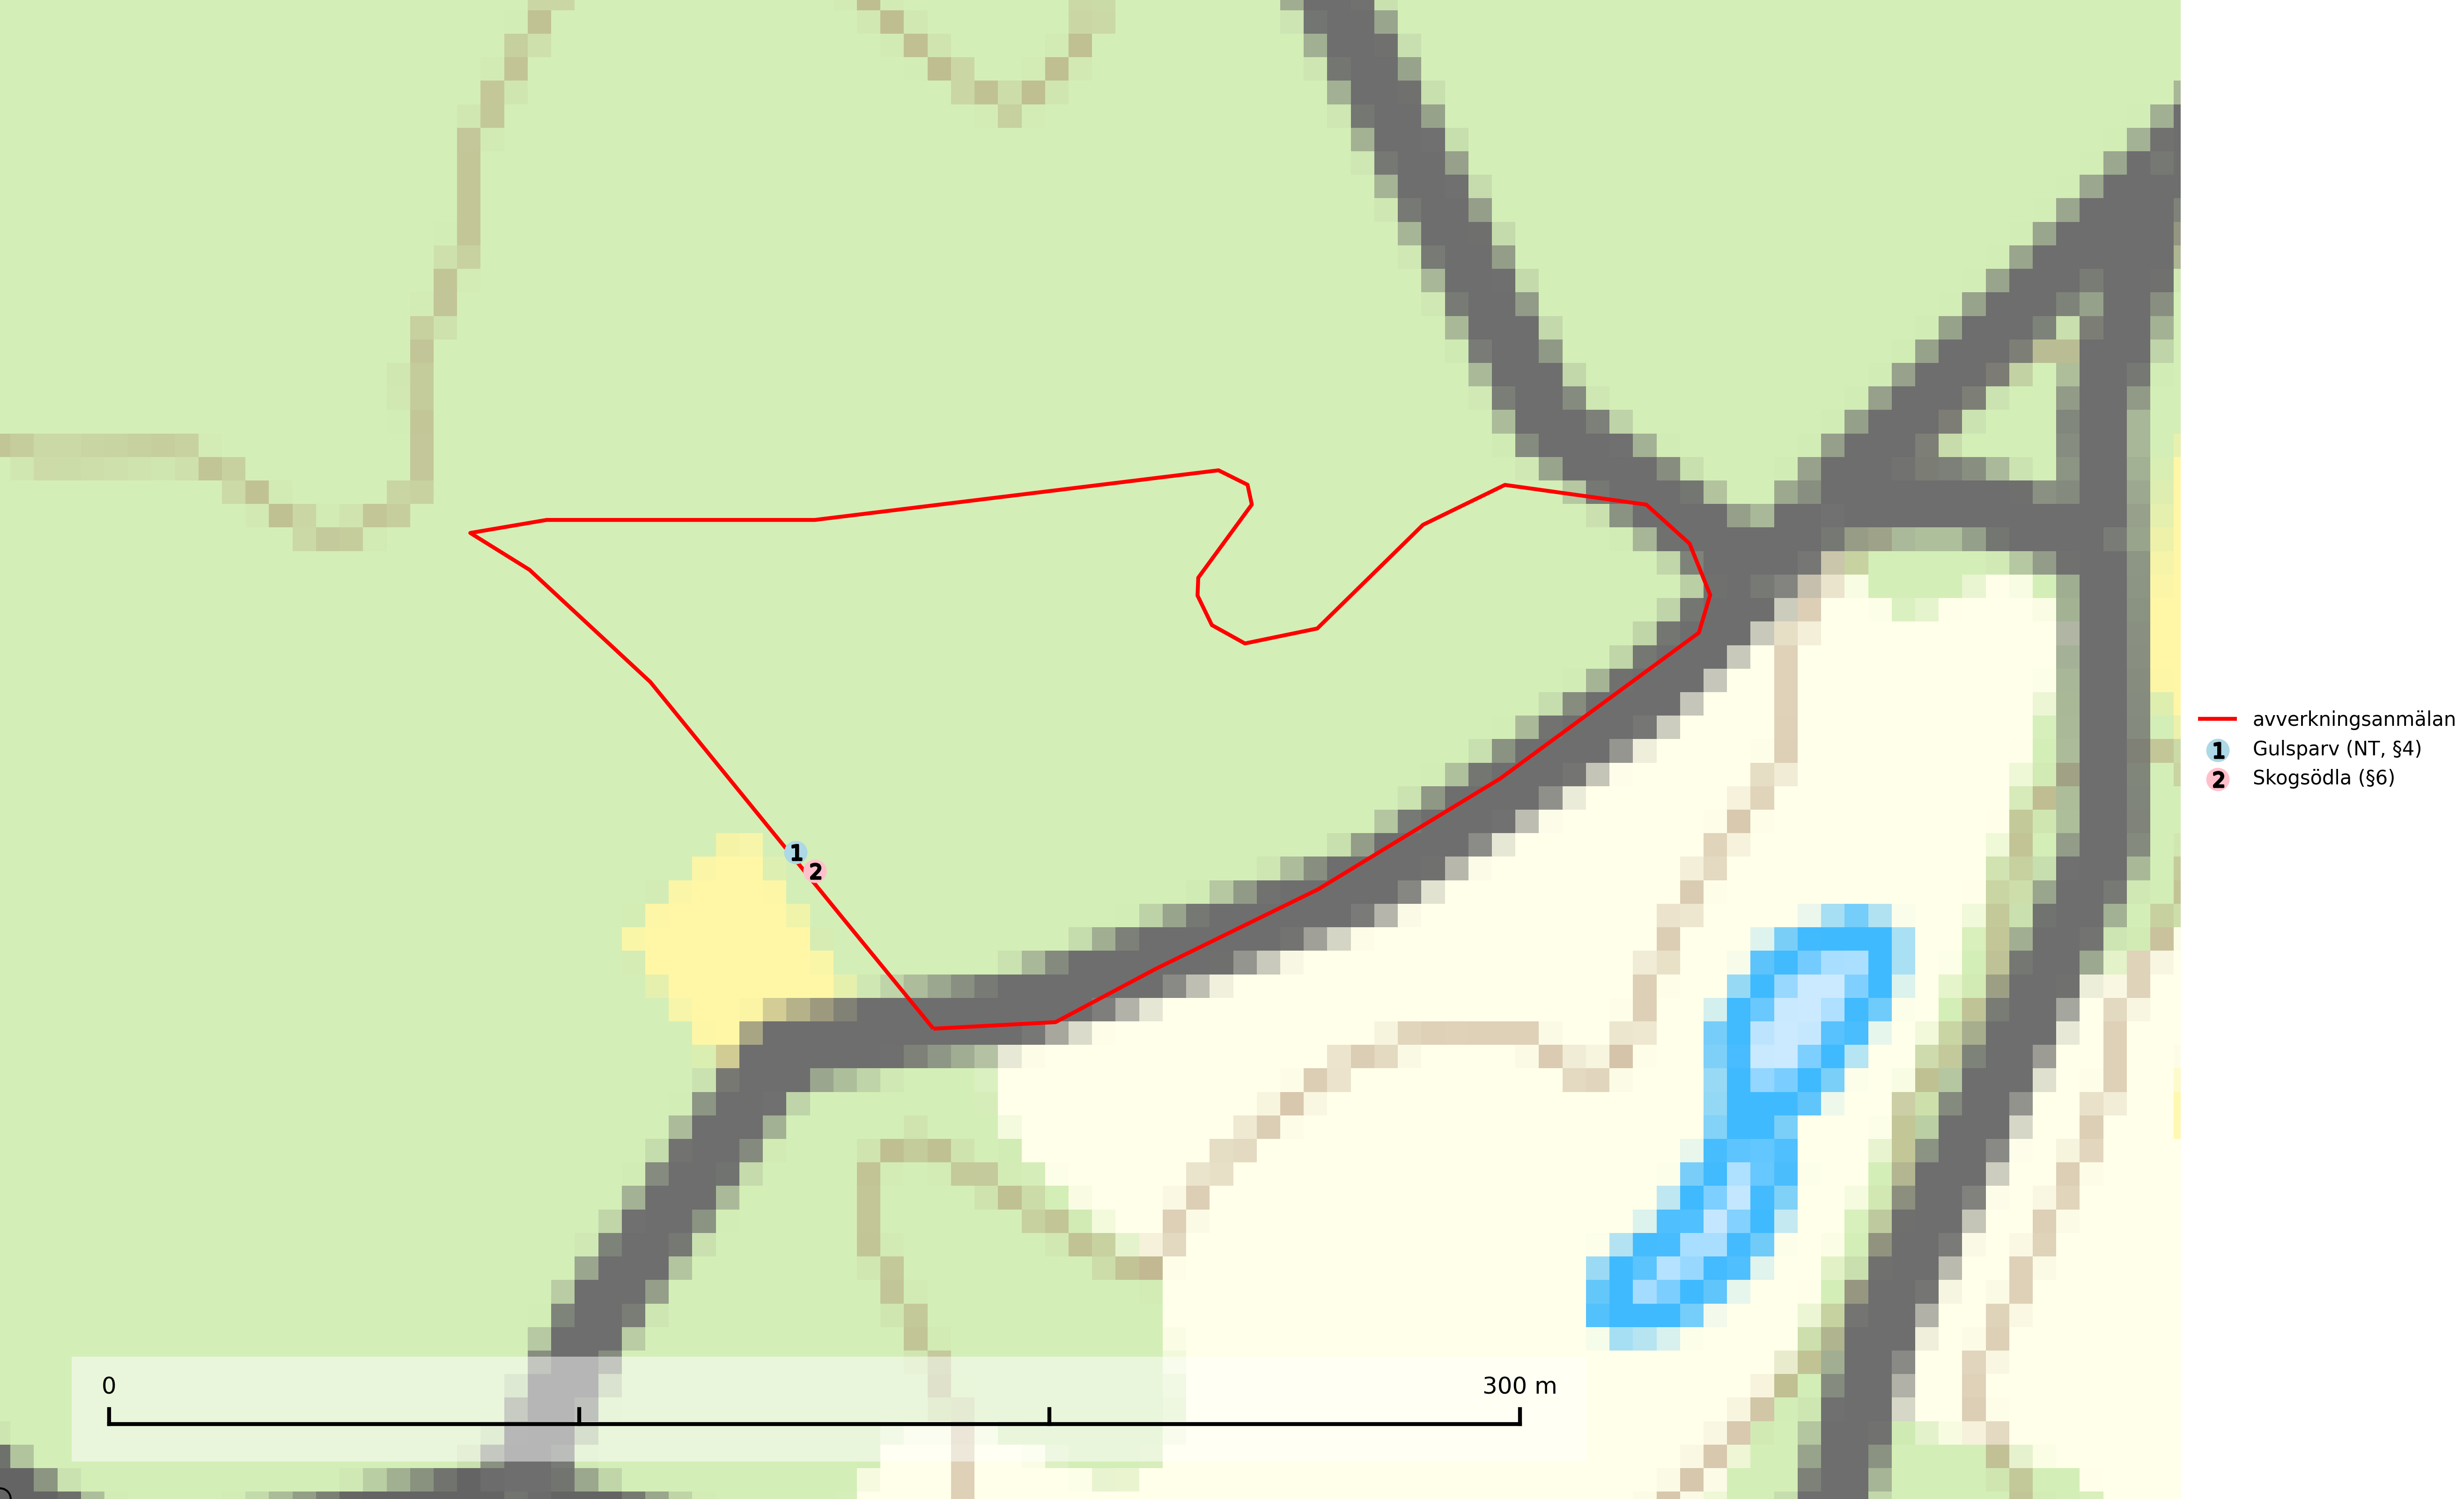 avverkningsanmälan
1 Gulsparv (NT, §4)
2 Skogsödla (§6)
1
2
0 300 m